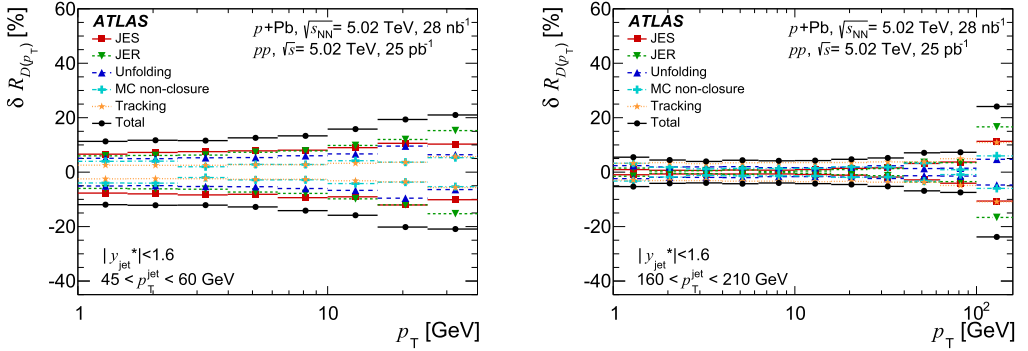 δ R_D(p_T) [%]
60
40
20
0
-20
-40
ATLAS
p+Pb, √s_NN = 5.02 TeV, 28 nb⁻¹
pp, √s = 5.02 TeV, 25 pb⁻¹
JES
JER
Unfolding
MC non-closure
Tracking
Total
|y_jet*|<1.6
45 < p_T^jet < 60 GeV
1 10
p_T [GeV]
δ R_D(p_T) [%]
60
40
20
0
-20
-40
ATLAS
p+Pb, √s_NN = 5.02 TeV, 28 nb⁻¹
pp, √s = 5.02 TeV, 25 pb⁻¹
JES
JER
Unfolding
MC non-closure
Tracking
Total
|y_jet*|<1.6
160 < p_T^jet < 210 GeV
1 10 10²
p_T [GeV]